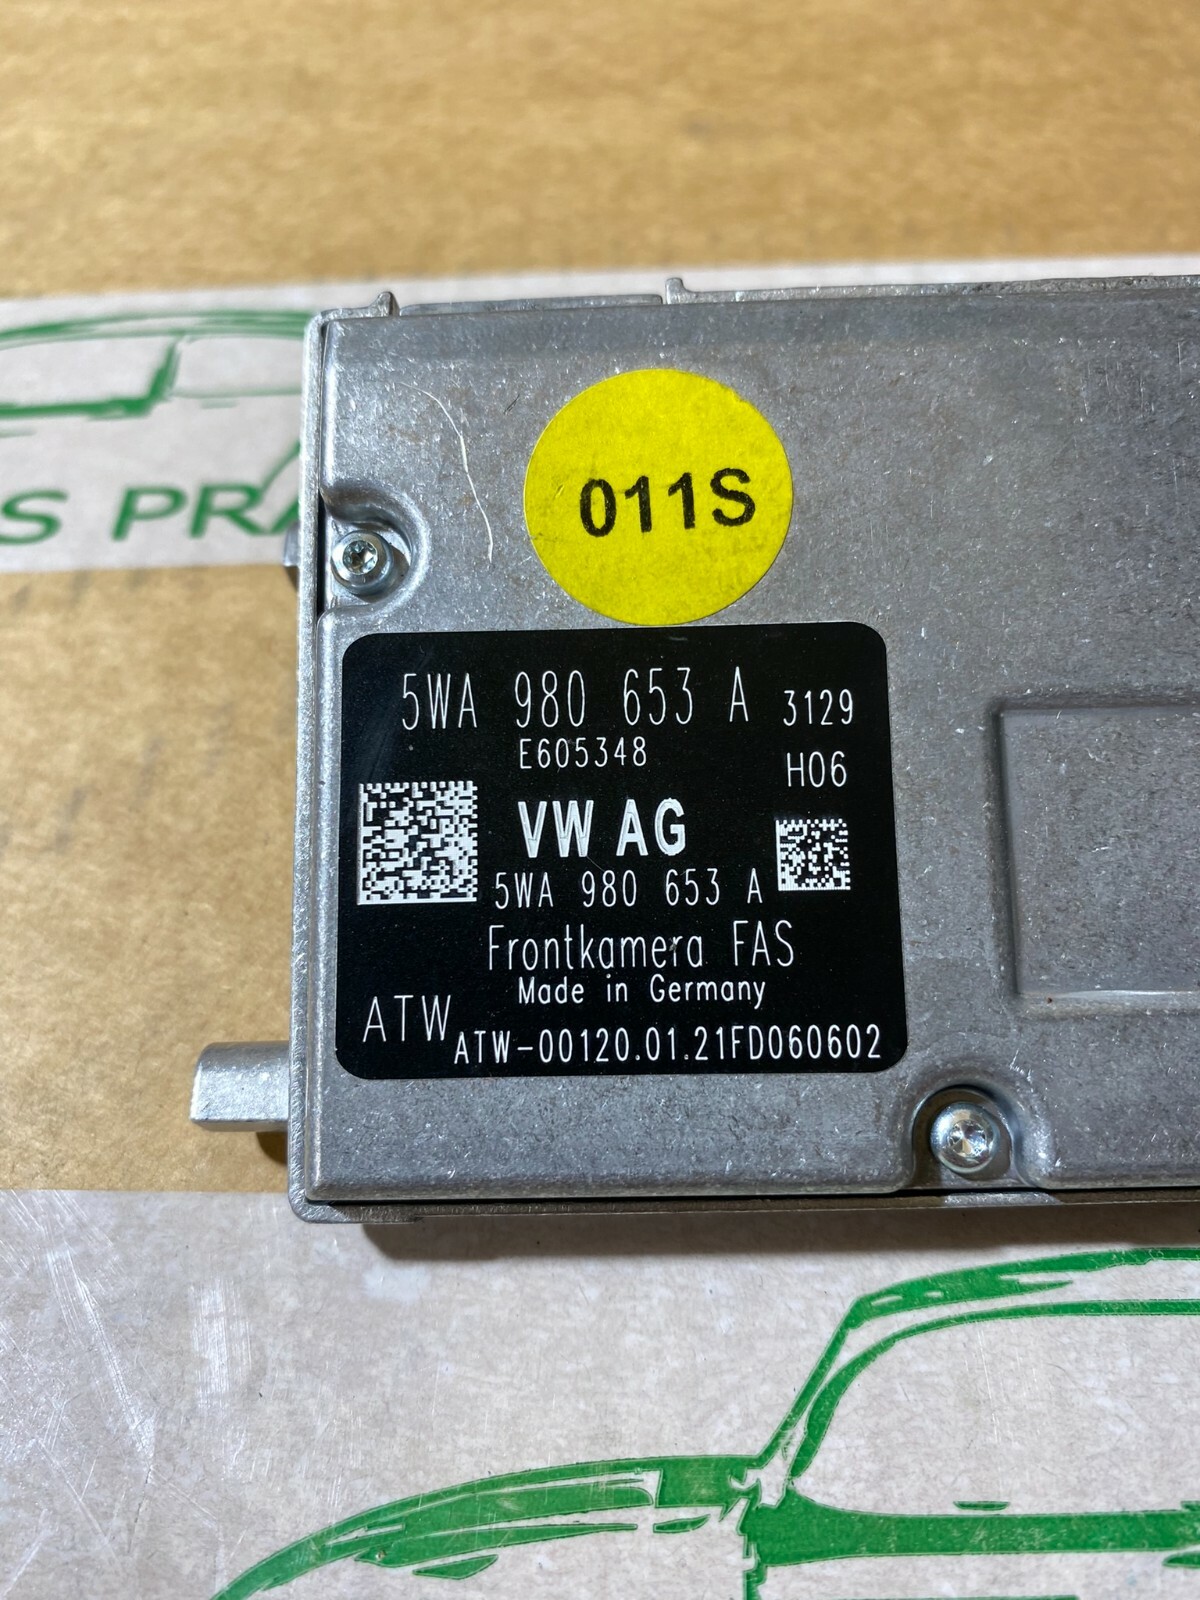 S PRA
011S
5WA 980 653 A 3129
E605348
H06
VW AG
5WA 980 653 A
Frontkamera FAS
Made in Germany
ATW
ATW-00120.01.21FD060602